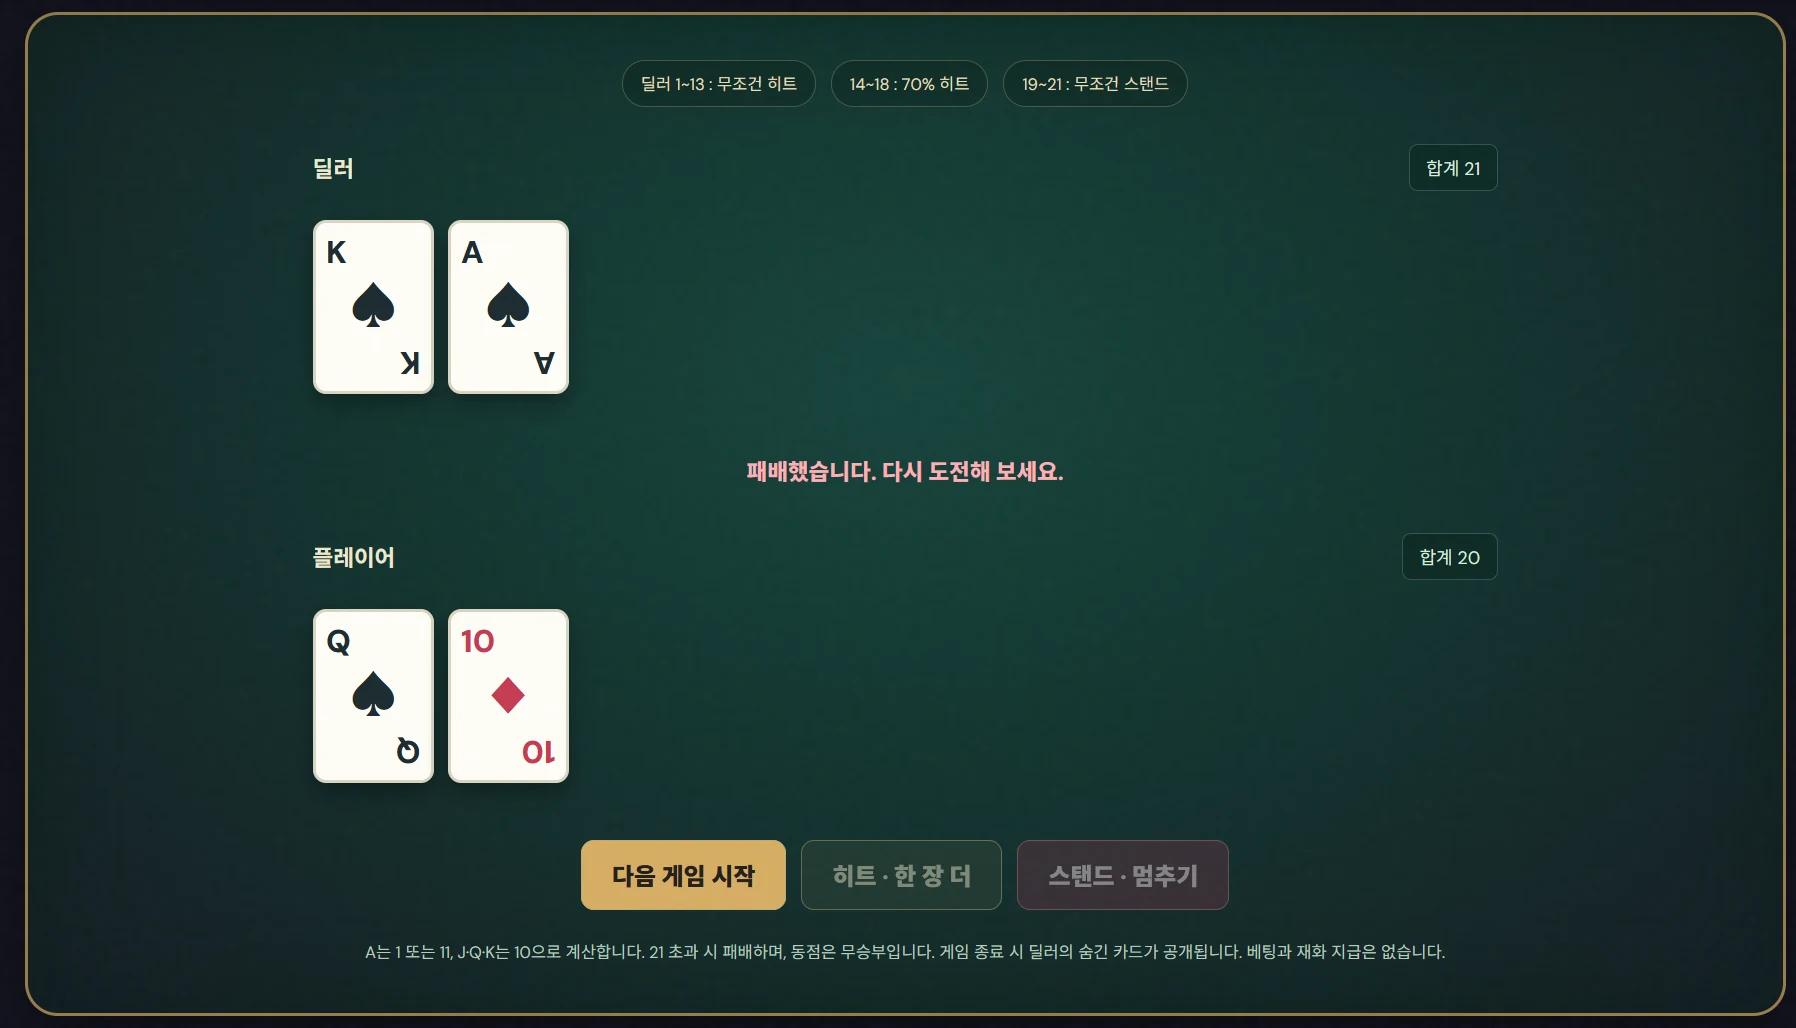 딜러 1~13 : 무조건 히트
14~18 : 70% 히트
19~21 : 무조건 스탠드
딜러
합계 21
K
K
A
A
패배했습니다. 다시 도전해 보세요.
플레이어
합계 20
Q
Q
10
10
다음 게임 시작
히트 · 한 장 더
스탠드 · 멈추기
A는 1 또는 11, J·Q·K는 10으로 계산합니다. 21 초과 시 패배하며, 동점은 무승부입니다. 게임 종료 시 딜러의 숨긴 카드가 공개됩니다. 베팅과 재화 지급은 없습니다.